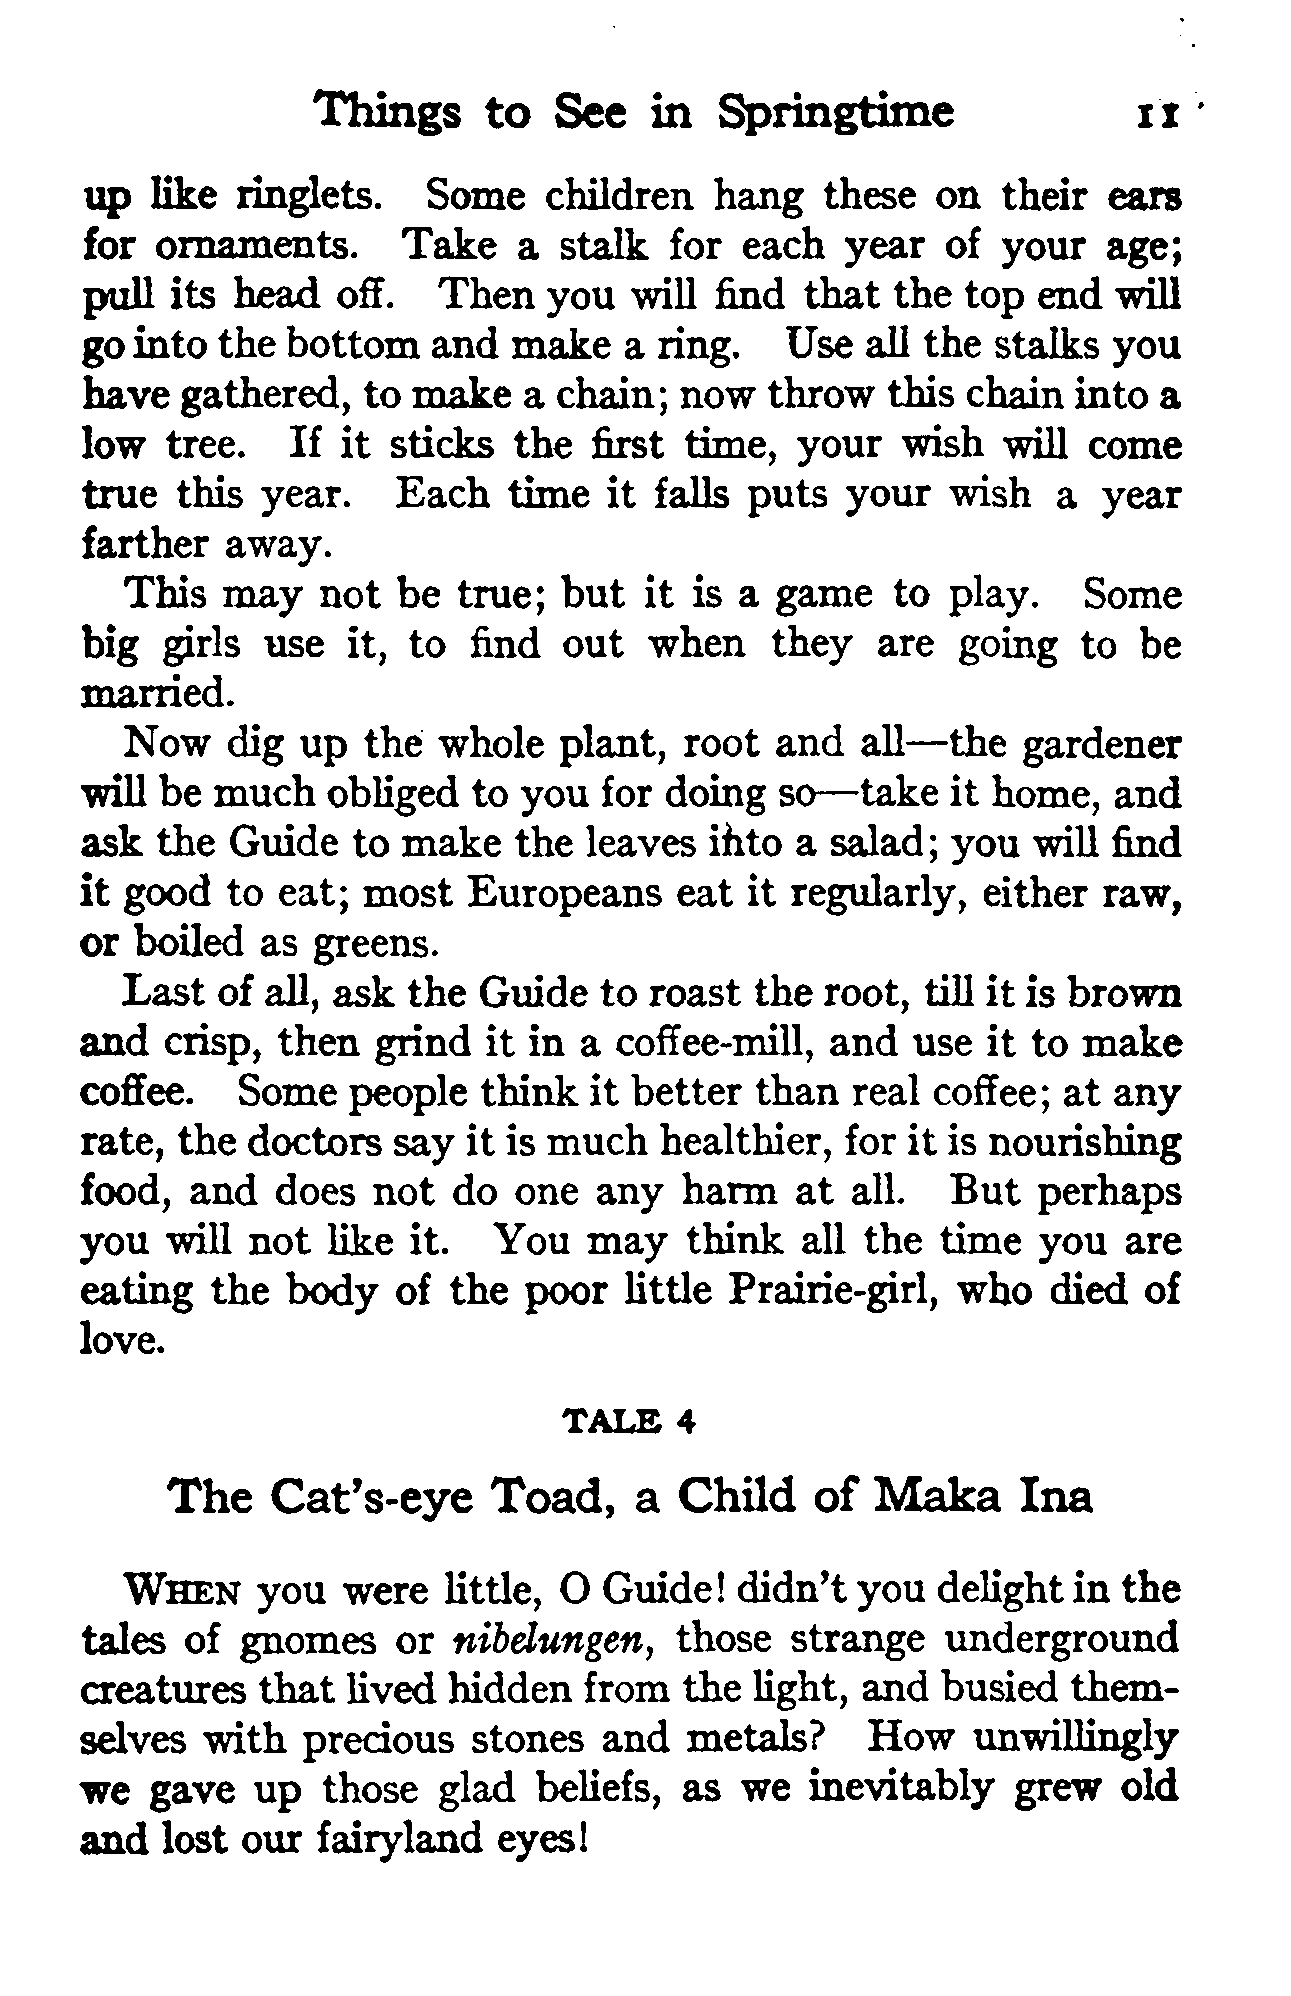 Things to See in Springtime 11
up like ringlets. Some children hang these on their ears
for ornaments. Take a stalk for each year of your age;
pull its head off. Then you will find that the top end will
go into the bottom and make a ring. Use all the stalks you
have gathered, to make a chain; now throw this chain into a
low tree. If it sticks the first time, your wish will come
true this year. Each time it falls puts your wish a year
farther away.
This may not be true; but it is a game to play. Some
big girls use it, to find out when they are going to be
married.
Now dig up the whole plant, root and all—the gardener
will be much obliged to you for doing so—take it home, and
ask the Guide to make the leaves into a salad; you will find
it good to eat; most Europeans eat it regularly, either raw,
or boiled as greens.
Last of all, ask the Guide to roast the root, till it is brown
and crisp, then grind it in a coffee-mill, and use it to make
coffee. Some people think it better than real coffee; at any
rate, the doctors say it is much healthier, for it is nourishing
food, and does not do one any harm at all. But perhaps
you will not like it. You may think all the time you are
eating the body of the poor little Prairie-girl, who died of
love.
TALE 4
The Cat's-eye Toad, a Child of Maka Ina
WHEN you were little, O Guide! didn't you delight in the
tales of gnomes or nibelungen, those strange underground
creatures that lived hidden from the light, and busied them-
selves with precious stones and metals? How unwillingly
we gave up those glad beliefs, as we inevitably grew old
and lost our fairyland eyes!